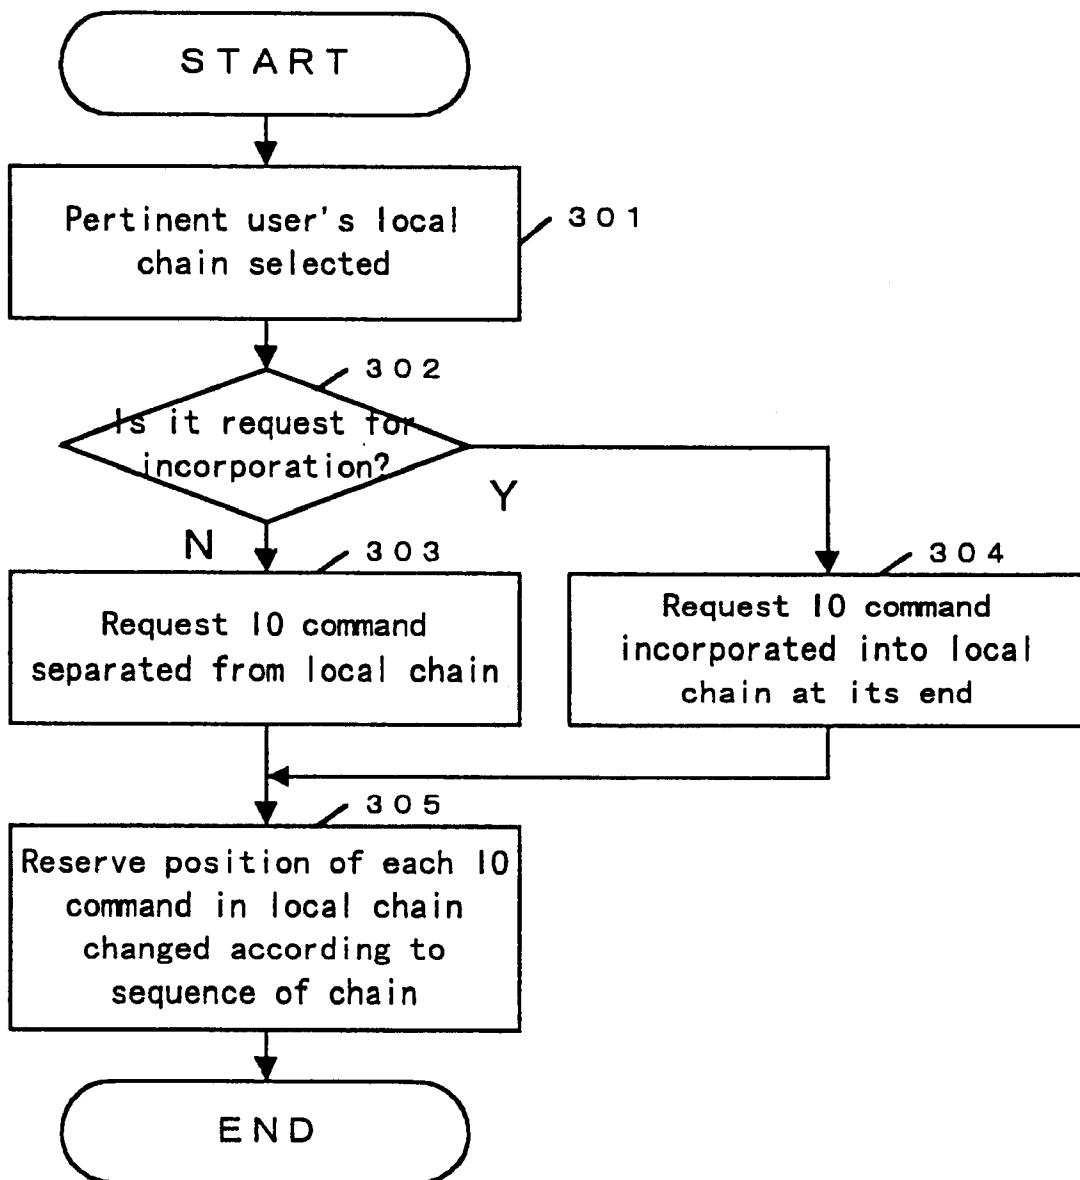 START
Pertinent user's local
chain selected
301
302
Is it request for
incorporation?
Y
N
303
304
Request IO command
separated from local chain
Request IO command
incorporated into local
chain at its end
305
Reserve position of each IO
command in local chain
changed according to
sequence of chain
END